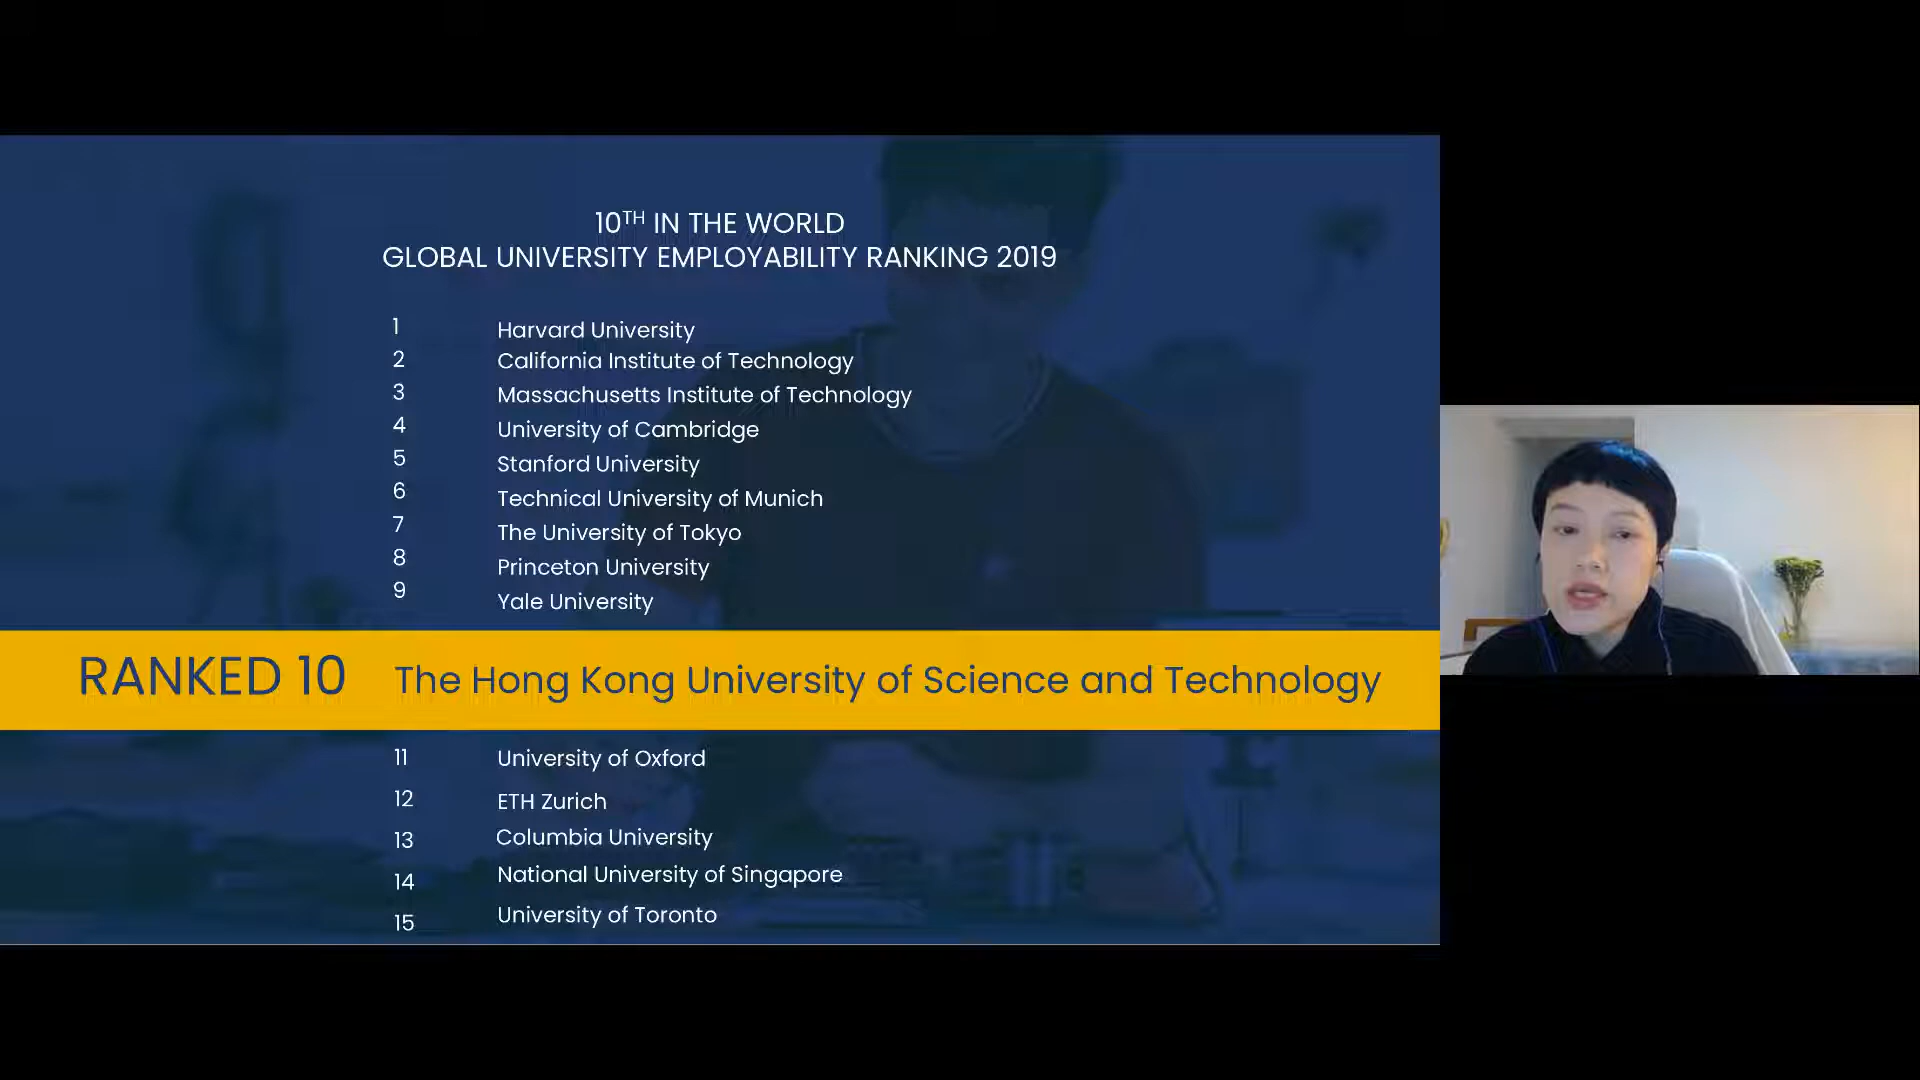 10TH IN THE WORLD
GLOBAL UNIVERSITY EMPLOYABILITY RANKING 2019
1 Harvard University
2 California Institute of Technology
3 Massachusetts Institute of Technology
4 University of Cambridge
5 Stanford University
6 Technical University of Munich
7 The University of Tokyo
8 Princeton University
9 Yale University
RANKED 10 The Hong Kong University of Science and Technology
11 University of Oxford
12 ETH Zurich
13 Columbia University
14 National University of Singapore
15 University of Toronto